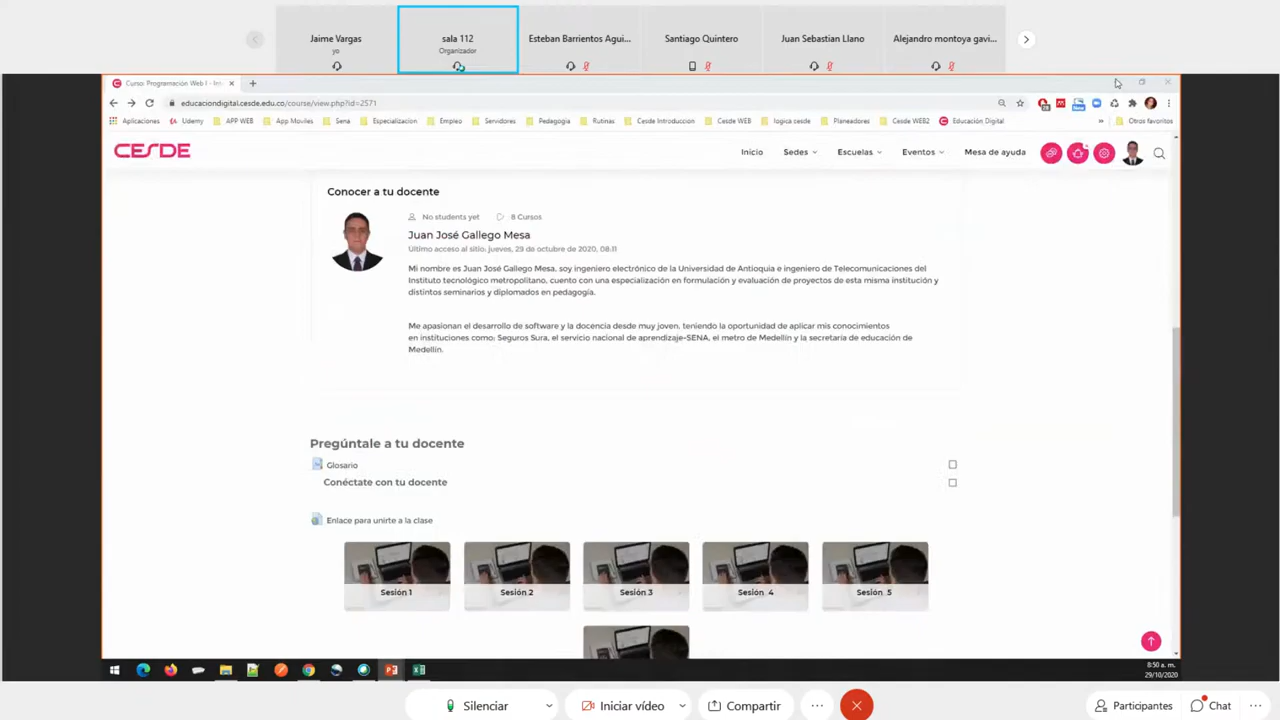 Jaime Vargas
yo
sala 112
Organizador
Esteban Barrientos Agui...
Santiago Quintero
Juan Sebastian Llano
Alejandro montoya gavi...
Curso: Programación Web I - Int
educaciondigital.cesde.edu.co/course/view.php?id=2571
Aplicaciones
Udemy
APP WEB
App Moviles
Sena
Especializacion
Empleo
Servidores
Pedagogia
Rutinas
Cesde Introduccion
Cesde WEB
logica cesde
Planeadores
Cesde WEB2
Educación Digital
»
Otros favoritos
CESDE
Inicio
Sedes
Escuelas
Eventos
Mesa de ayuda
Conocer a tu docente
No students yet
8 Cursos
Juan José Gallego Mesa
Último acceso al sitio: jueves, 29 de octubre de 2020, 08:11
Mi nombre es Juan José Gallego Mesa, soy ingeniero electrónico de la Universidad de Antioquia e ingeniero de Telecomunicaciones del
Instituto tecnológico metropolitano, cuento con una especialización en formulación y evaluación de proyectos de esta misma institución y
distintos seminarios y diplomados en pedagogía.
Me apasionan el desarrollo de software y la docencia desde muy joven, teniendo la oportunidad de aplicar mis conocimientos
en instituciones como: Seguros Sura, el servicio nacional de aprendizaje-SENA, el metro de Medellín y la secretaría de educación de
Medellín.
Pregúntale a tu docente
Glosario
Conéctate con tu docente
Enlace para unirte a la clase
Sesión 1
Sesión 2
Sesión 3
Sesión 4
Sesión 5
8:50 a. m.
29/10/2020
Silenciar
Iniciar vídeo
Compartir
Participantes
Chat